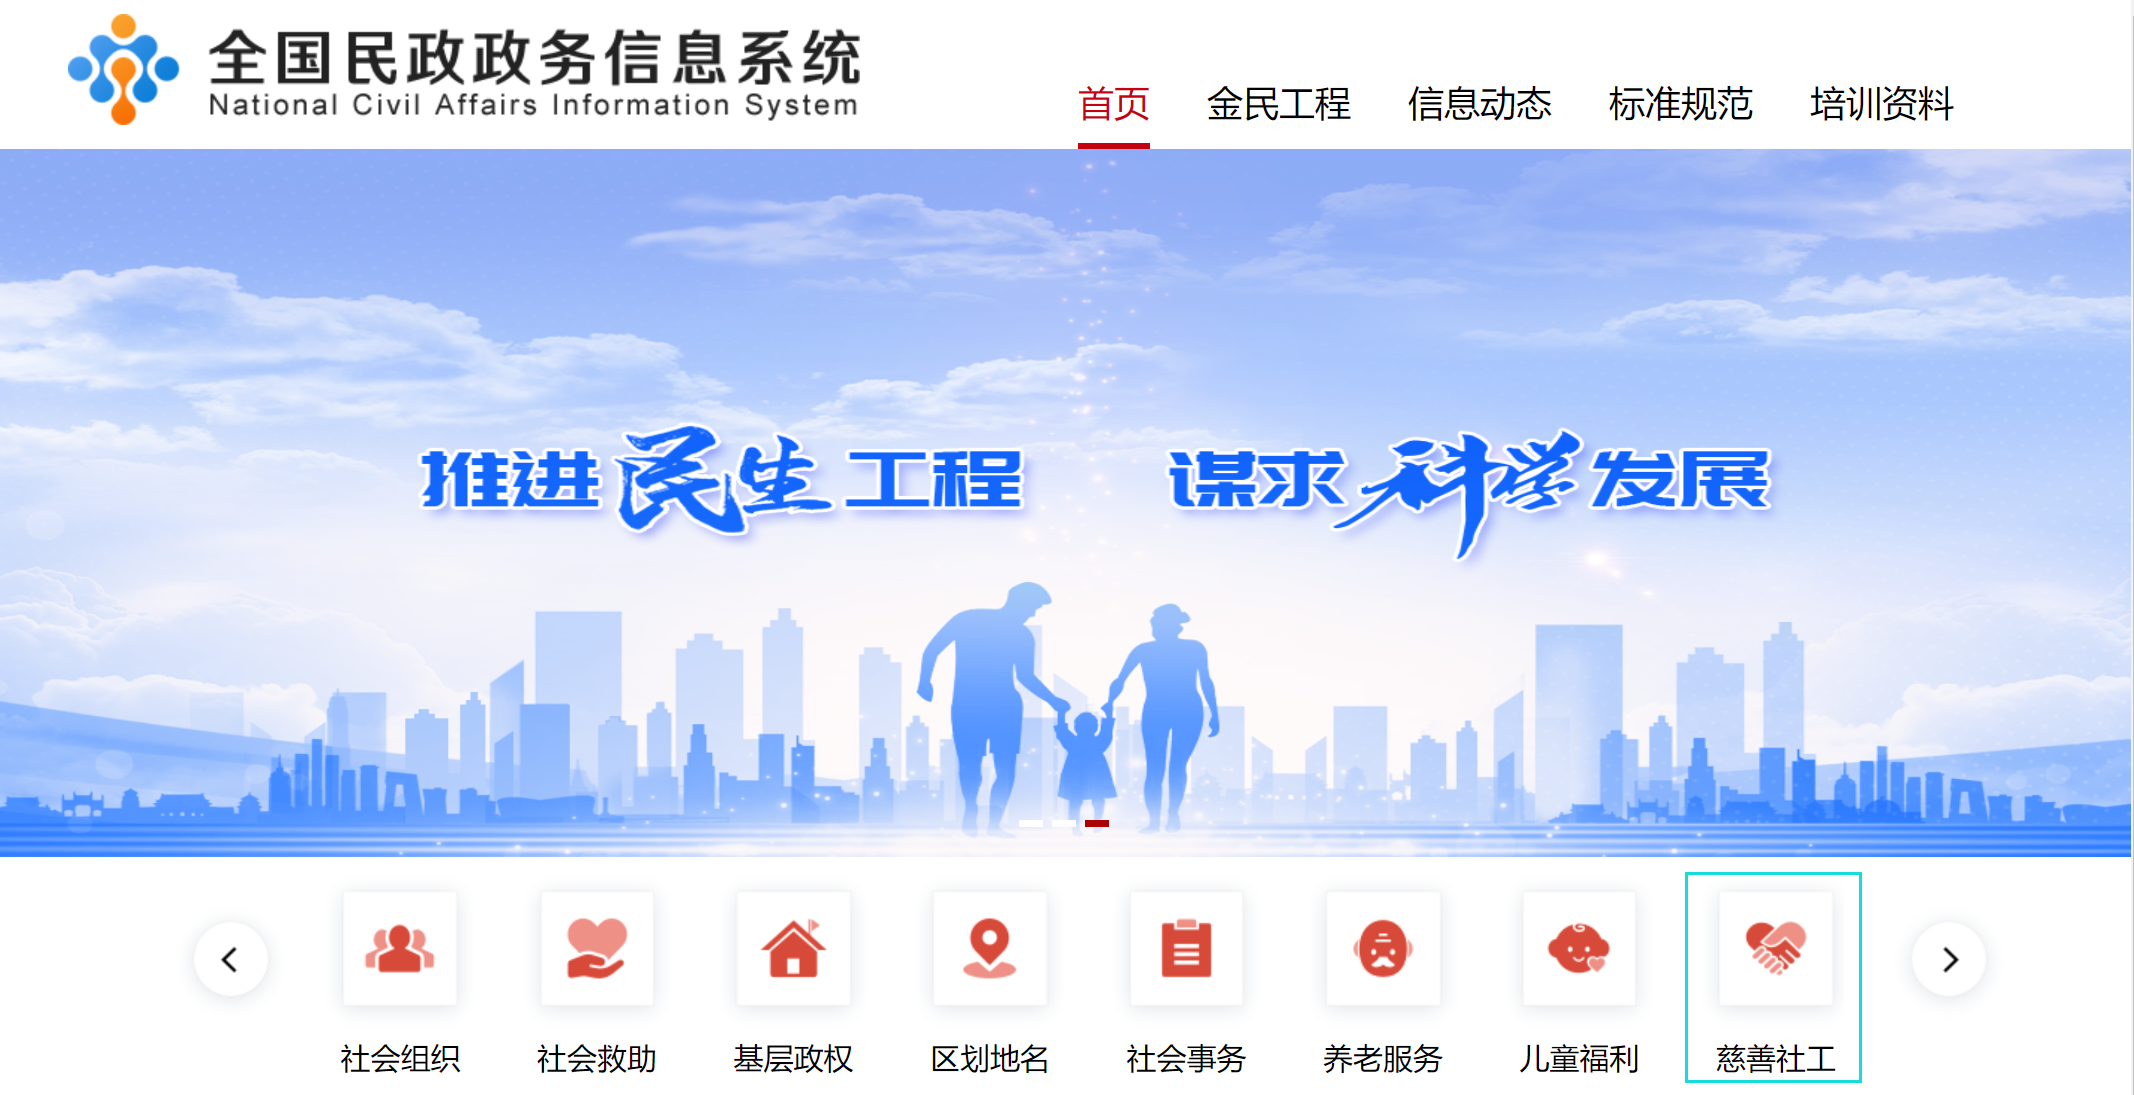 全国民政政务信息系统
National Civil Affairs Information System
首页 金民工程 信息动态 标准规范 培训资料
推进民生工程 谋求科学发展
社会组织 社会救助 基层政权 区划地名 社会事务 养老服务 儿童福利 慈善社工